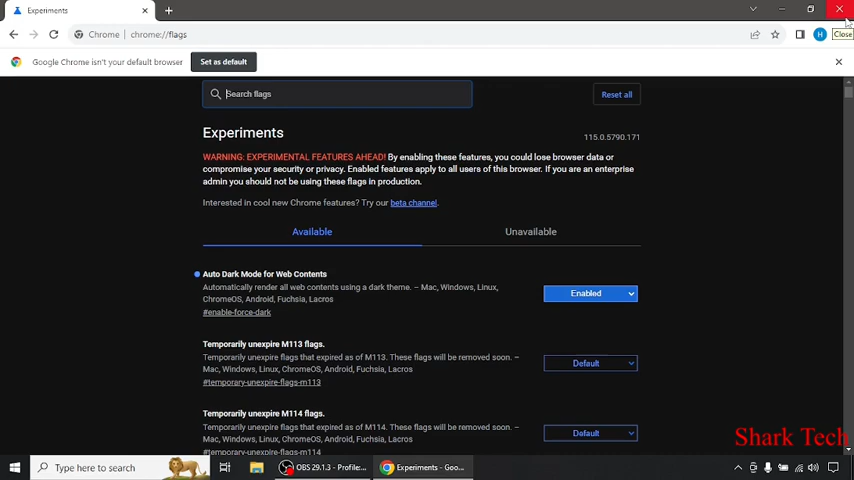 Experiments
Chrome | chrome://flags
H
Close
Google Chrome isn't your default browser
Set as default
Search flags
Reset all
Experiments
115.0.5790.171
WARNING: EXPERIMENTAL FEATURES AHEAD! By enabling these features, you could lose browser data or
compromise your security or privacy. Enabled features apply to all users of this browser. If you are an enterprise
admin you should not be using these flags in production.
Interested in cool new Chrome features? Try our beta channel.
Available
Unavailable
Auto Dark Mode for Web Contents
Automatically render all web contents using a dark theme. – Mac, Windows, Linux,
ChromeOS, Android, Fuchsia, Lacros
#enable-force-dark
Enabled
Temporarily unexpire M113 flags.
Temporarily unexpire flags that expired as of M113. These flags will be removed soon. –
Mac, Windows, Linux, ChromeOS, Android, Fuchsia, Lacros
#temporary-unexpire-flags-m113
Default
Temporarily unexpire M114 flags.
Temporarily unexpire flags that expired as of M114. These flags will be removed soon. –
Mac, Windows, Linux, ChromeOS, Android, Fuchsia, Lacros
#temporary-unexpire-flags-m114
Default
Shark Tech
Type here to search
OBS 29.1.3 - Profile:...
Experiments - Goo...